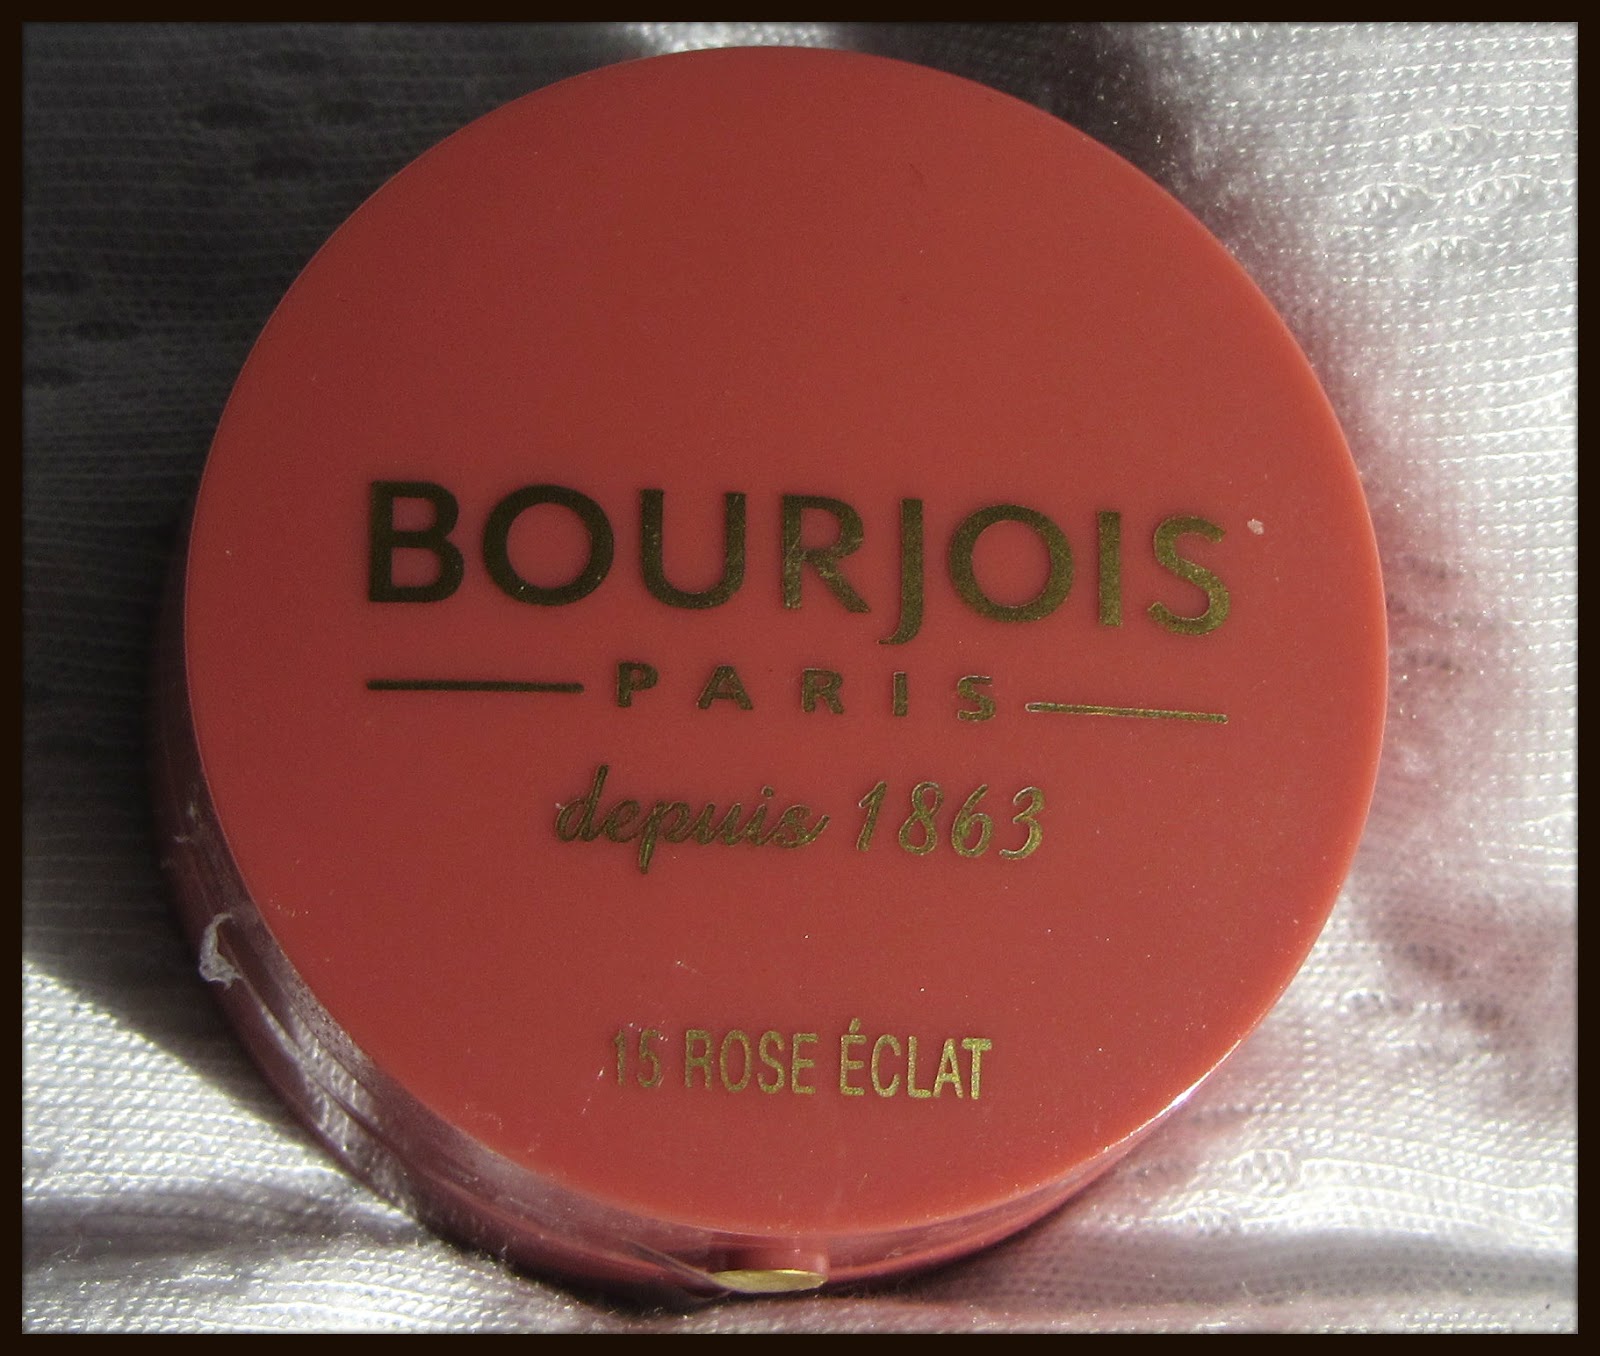 BOURJOIS
PARIS
depuis 1863
15 ROSE ÉCLAT